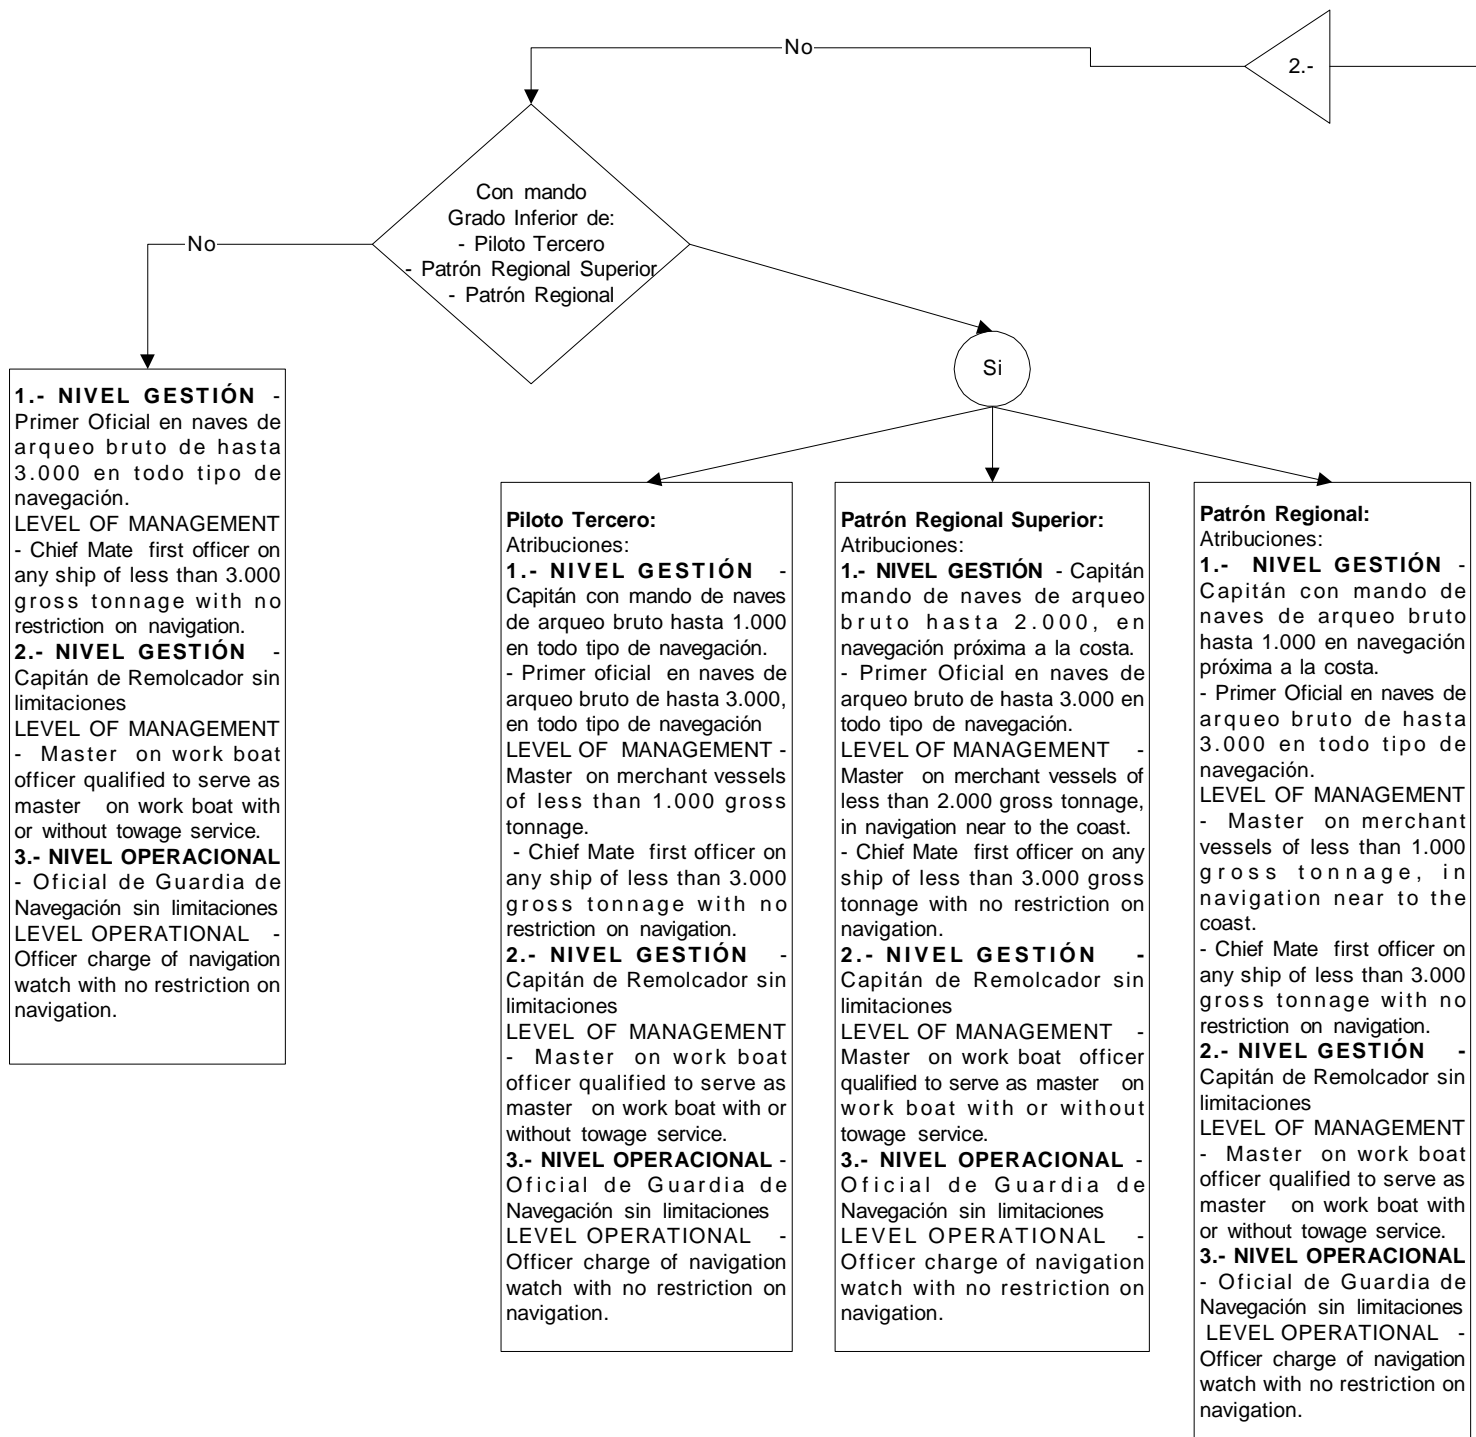 No
2.-
Con mando
Grado Inferior de:
- Piloto Tercero
- Patrón Regional Superior
- Patrón Regional
No
Si
1.- NIVEL GESTIÓN -
Primer Oficial en naves de
arqueo bruto de hasta
3.000 en todo tipo de
navegación.
LEVEL OF MANAGEMENT
- Chief Mate first officer on
any ship of less than 3.000
gross tonnage with no
restriction on navigation.
2.- NIVEL GESTIÓN -
Capitán de Remolcador sin
limitaciones
LEVEL OF MANAGEMENT
- Master on work boat
officer qualified to serve as
master on work boat with
or without towage service.
3.- NIVEL OPERACIONAL
- Oficial de Guardia de
Navegación sin limitaciones
LEVEL OPERATIONAL -
Officer charge of navigation
watch with no restriction on
navigation.
Piloto Tercero:
Atribuciones:
1.- NIVEL GESTIÓN -
Capitán con mando de naves
de arqueo bruto hasta 1.000
en todo tipo de navegación.
- Primer oficial en naves de
arqueo bruto de hasta 3.000,
en todo tipo de navegación
LEVEL OF MANAGEMENT -
Master on merchant vessels
of less than 1.000 gross
tonnage.
- Chief Mate first officer on
any ship of less than 3.000
gross tonnage with no
restriction on navigation.
2.- NIVEL GESTIÓN -
Capitán de Remolcador sin
limitaciones
LEVEL OF MANAGEMENT
- Master on work boat
officer qualified to serve as
master on work boat with or
without towage service.
3.- NIVEL OPERACIONAL -
Oficial de Guardia de
Navegación sin limitaciones
LEVEL OPERATIONAL -
Officer charge of navigation
watch with no restriction on
navigation.
Patrón Regional Superior:
Atribuciones:
1.- NIVEL GESTIÓN - Capitán
mando de naves de arqueo
bruto hasta 2.000, en
navegación próxima a la costa.
- Primer Oficial en naves de
arqueo bruto de hasta 3.000 en
todo tipo de navegación.
LEVEL OF MANAGEMENT -
Master on merchant vessels of
less than 2.000 gross tonnage,
in navigation near to the coast.
- Chief Mate first officer on any
ship of less than 3.000 gross
tonnage with no restriction on
navigation.
2.- NIVEL GESTIÓN -
Capitán de Remolcador sin
limitaciones
LEVEL OF MANAGEMENT -
Master on work boat officer
qualified to serve as master on
work boat with or without
towage service.
3.- NIVEL OPERACIONAL -
Oficial de Guardia de
Navegación sin limitaciones
LEVEL OPERATIONAL -
Officer charge of navigation
watch with no restriction on
navigation.
Patrón Regional:
Atribuciones:
1.- NIVEL GESTIÓN -
Capitán con mando de
naves de arqueo bruto
hasta 1.000 en navegación
próxima a la costa.
- Primer Oficial en naves de
arqueo bruto de hasta
3.000 en todo tipo de
navegación.
LEVEL OF MANAGEMENT
- Master on merchant
vessels of less than 1.000
gross tonnage, in
navigation near to the
coast.
- Chief Mate first officer on
any ship of less than 3.000
gross tonnage with no
restriction on navigation.
2.- NIVEL GESTIÓN -
Capitán de Remolcador sin
limitaciones
LEVEL OF MANAGEMENT
- Master on work boat
officer qualified to serve as
master on work boat with
or without towage service.
3.- NIVEL OPERACIONAL
- Oficial de Guardia de
Navegación sin limitaciones
LEVEL OPERATIONAL -
Officer charge of navigation
watch with no restriction on
navigation.